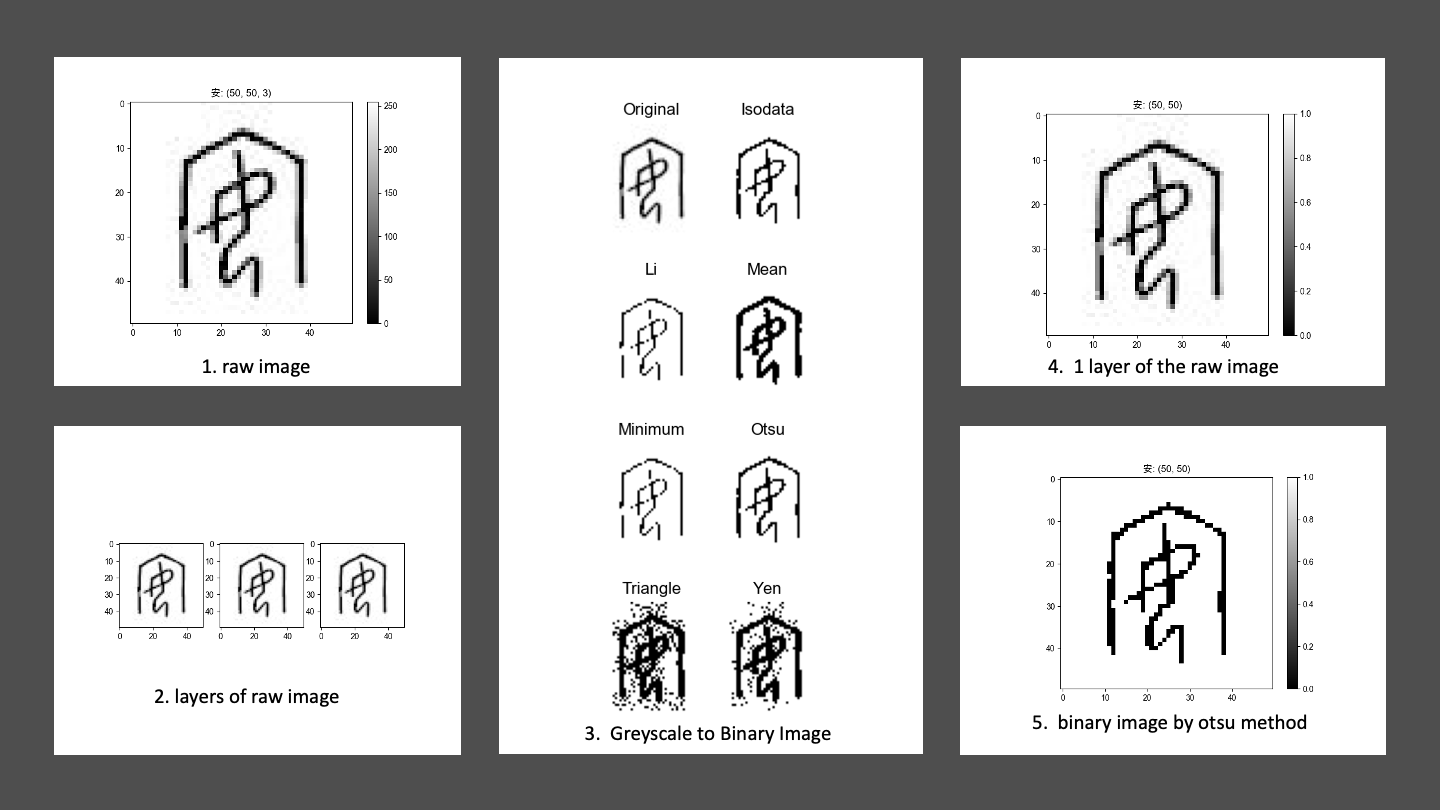 安: (50, 50, 3)
0
10
20
30
40
0 10 20 30 40
250
200
150
100
50
0
1. raw image
0
10
20
30
40
0 20 40
0
10
20
30
40
0 20 40
0
10
20
30
40
0 20 40
2. layers of raw image
Original Isodata
Li Mean
Minimum Otsu
Triangle Yen
3. Greyscale to Binary Image
安: (50, 50)
0
10
20
30
40
0 10 20 30 40
1.0
0.8
0.6
0.4
0.2
0.0
4. 1 layer of the raw image
安: (50, 50)
0
10
20
30
40
0 10 20 30 40
1.0
0.8
0.6
0.4
0.2
0.0
5. binary image by otsu method